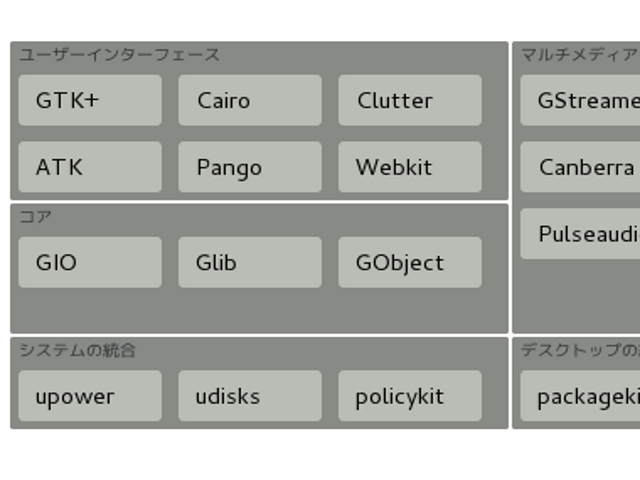 ユーザーインターフェース
GTK+
Cairo
Clutter
ATK
Pango
Webkit
コア
GIO
Glib
GObject
システムの統合
upower
udisks
policykit
マルチメディア
GStreame
Canberra
Pulseaudi
デスクトップの
packageki